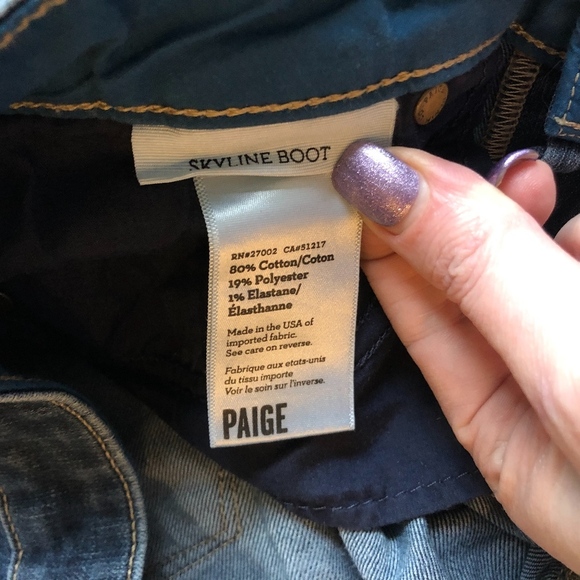 SKYLINE BOOT
RN#27002 CA#51217
80% Cotton/Coton
19% Polyester
1% Elastane/
Élasthanne
Made in the USA of
imported fabric.
See care on reverse.
Fabrique aux etats-unis
du tissu importe
Voir le soin sur l'inverse.
PAIGE